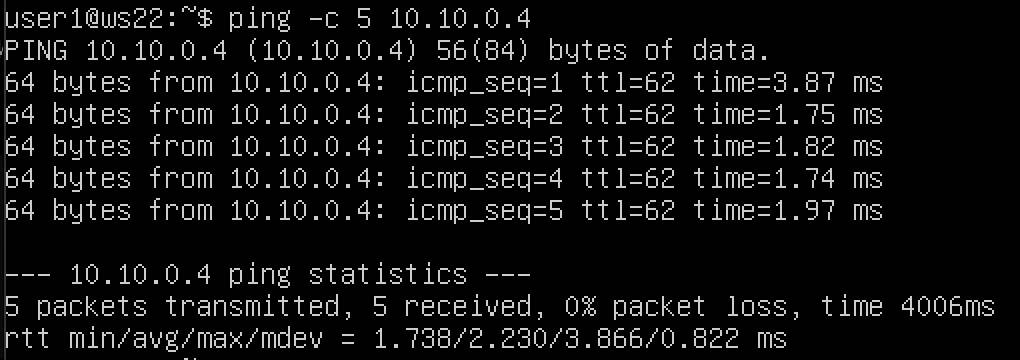 user1@ws22:~$ ping -c 5 10.10.0.4
PING 10.10.0.4 (10.10.0.4) 56(84) bytes of data.
64 bytes from 10.10.0.4: icmp_seq=1 ttl=62 time=3.87 ms
64 bytes from 10.10.0.4: icmp_seq=2 ttl=62 time=1.75 ms
64 bytes from 10.10.0.4: icmp_seq=3 ttl=62 time=1.82 ms
64 bytes from 10.10.0.4: icmp_seq=4 ttl=62 time=1.74 ms
64 bytes from 10.10.0.4: icmp_seq=5 ttl=62 time=1.97 ms
--- 10.10.0.4 ping statistics ---
5 packets transmitted, 5 received, 0% packet loss, time 4006ms
rtt min/avg/max/mdev = 1.738/2.230/3.866/0.822 ms